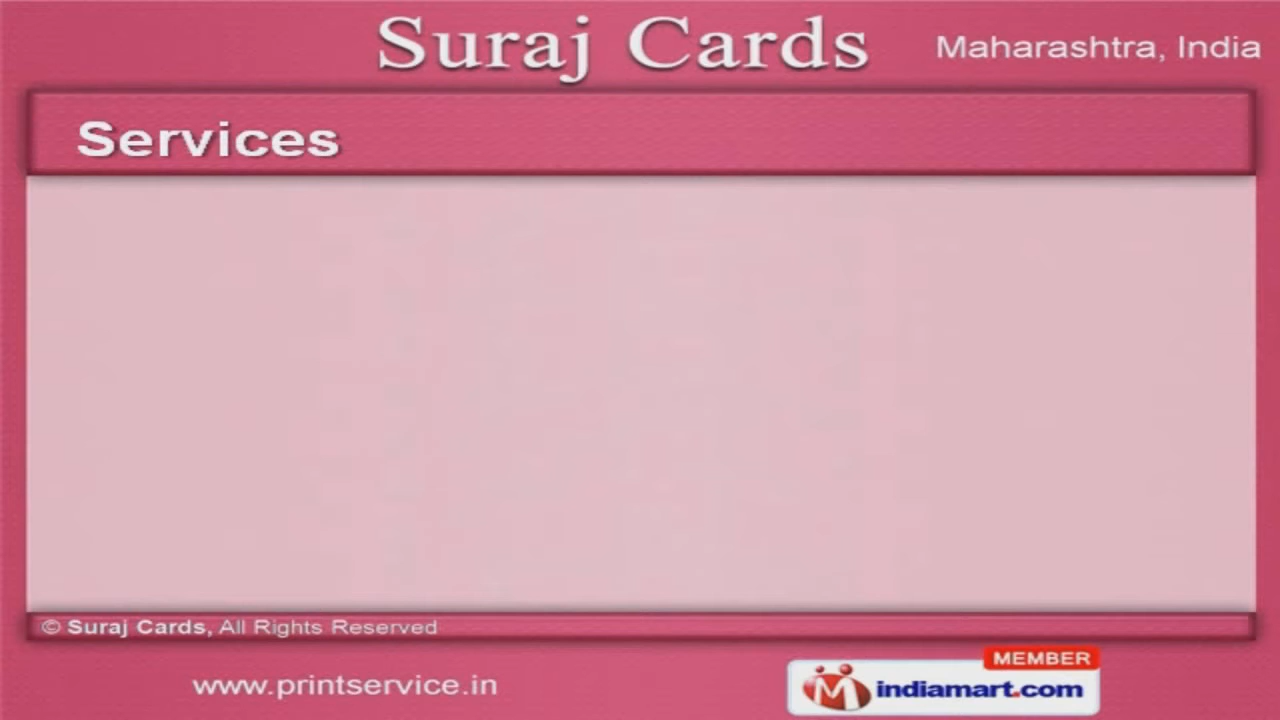 Suraj Cards
Maharashtra, India
Services
© Suraj Cards, All Rights Reserved
www.printservice.in
MEMBER
indiamart.com